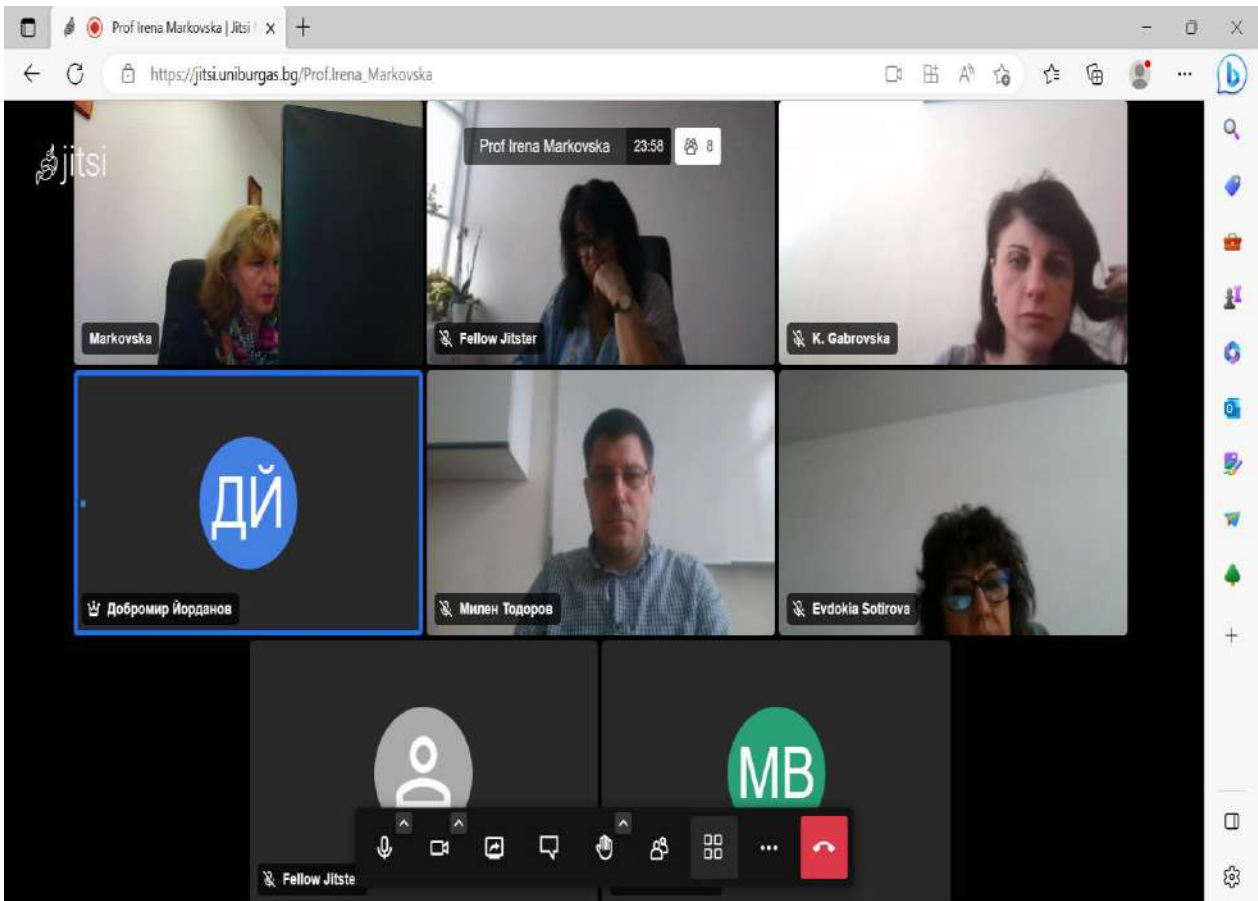 Prof Irena Markovska | Jitsi
https://jitsi.uniburgas.bg/Prof.Irena_Markovska
jitsi
Prof Irena Markovska 23:58 8
Markovska
Fellow Jitster
K. Gabrovska
ДЙ
Добромир Йорданов
Милен Тодоров
Evdokia Sotirova
MB
Fellow Jitste